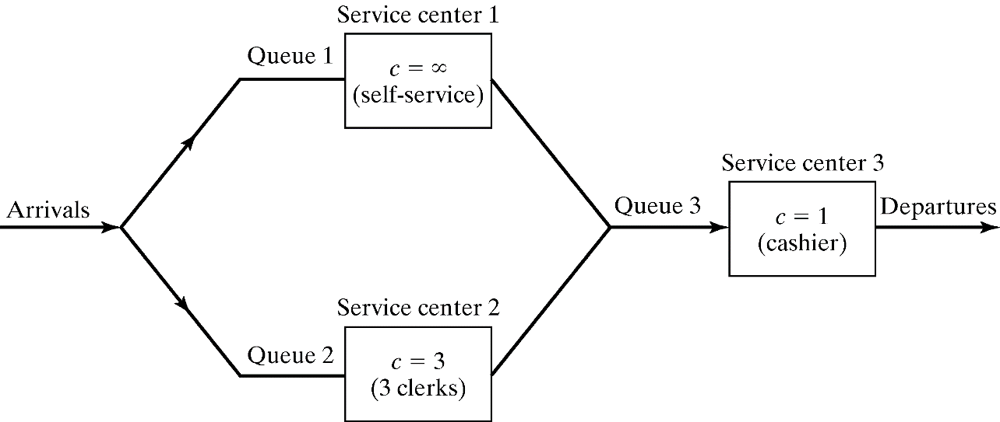 Service center 1
Queue 1
c = ∞
(self-service)
Service center 3
Arrivals
Queue 3
c = 1
(cashier)
Departures
Service center 2
Queue 2
c = 3
(3 clerks)